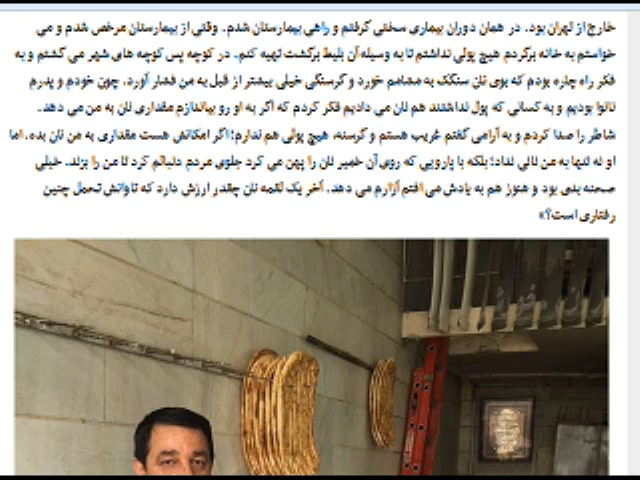 خارج از تهران بود. در همان دوران بیماری سختی گرفتم و راهی بیمارستان شدم. وقتی از بیمارستان مرخص شدم و می
خواستم به خانه برگردم هیچ پولی نداشتم تا به وسیله آن بلیط برگشت تهیه کنم. در کوچه پس کوچه های شهر می گشتم و به
فکر راه چاره بودم که بوی نان سنگک به مشامم خورد و گرسنگی خیلی بیشتر از قبل به من فشار آورد. چون خودم و پدرم
نانوا بودیم و به کسانی که پول نداشتند هم نان می دادیم فکر کردم که اگر به او رو بیاندازم مقداری نان به من می دهد.
شاطر را صدا کردم و به آرامی گفتم غریب هستم و گرسنه، هیچ پولی هم ندارم؛ اگر امکانش هست مقداری به من نان بده. اما
او نه تنها به من نانی نداد؛ بلکه با پارویی که روی آن خمیر نان را پهن می کرد جلوی مردم دنبالم کرد تا من را بزند. خیلی
صحنه بدی بود و هنوز هم به یادش می افتم آزارم می دهد. آخر یک لقمه نان چقدر ارزش دارد که تاوانش تحمل چنین
رفتاری است؟»